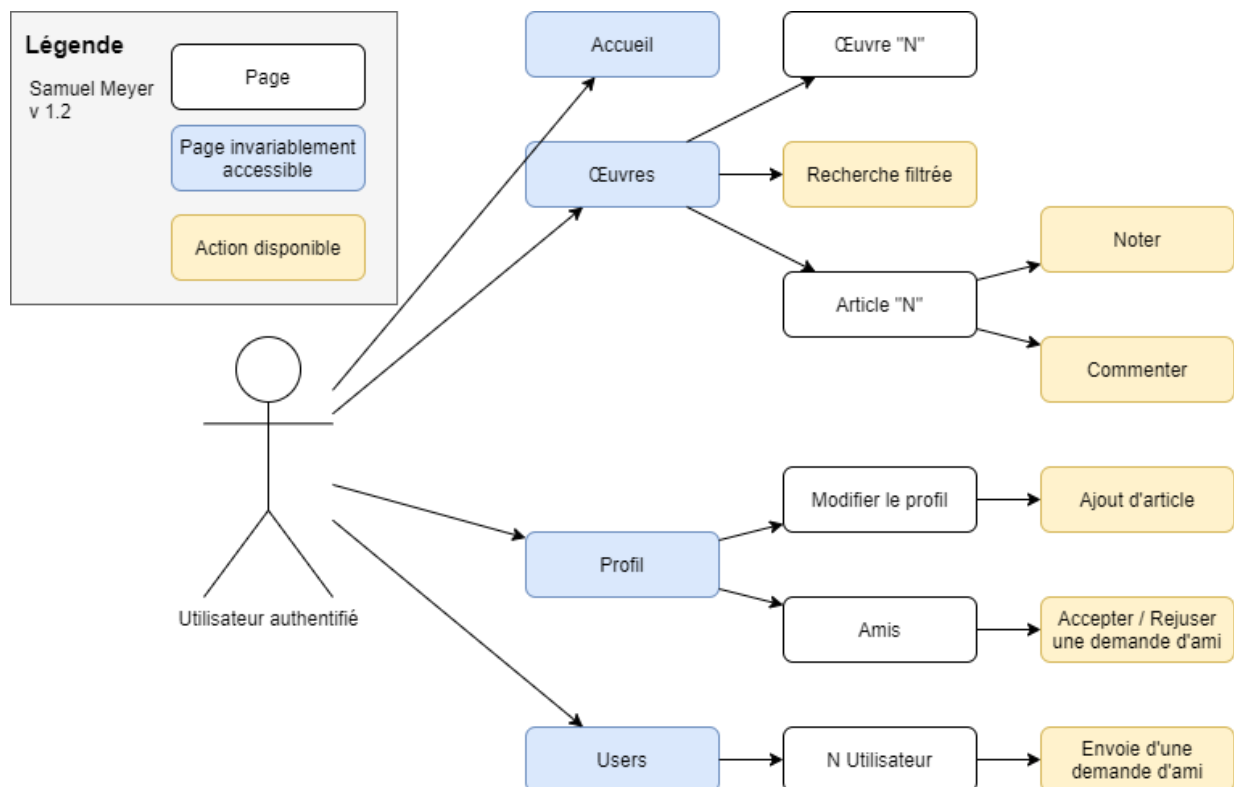 Légende
Samuel Meyer
v 1.2
Page
Page invariablement
accessible
Action disponible
Accueil
Œuvre "N"
Œuvres
Recherche filtrée
Noter
Article "N"
Commenter
Modifier le profil
Ajout d'article
Profil
Utilisateur authentifié
Amis
Accepter / Rejuser
une demande d'ami
Users
N Utilisateur
Envoie d'une
demande d'ami